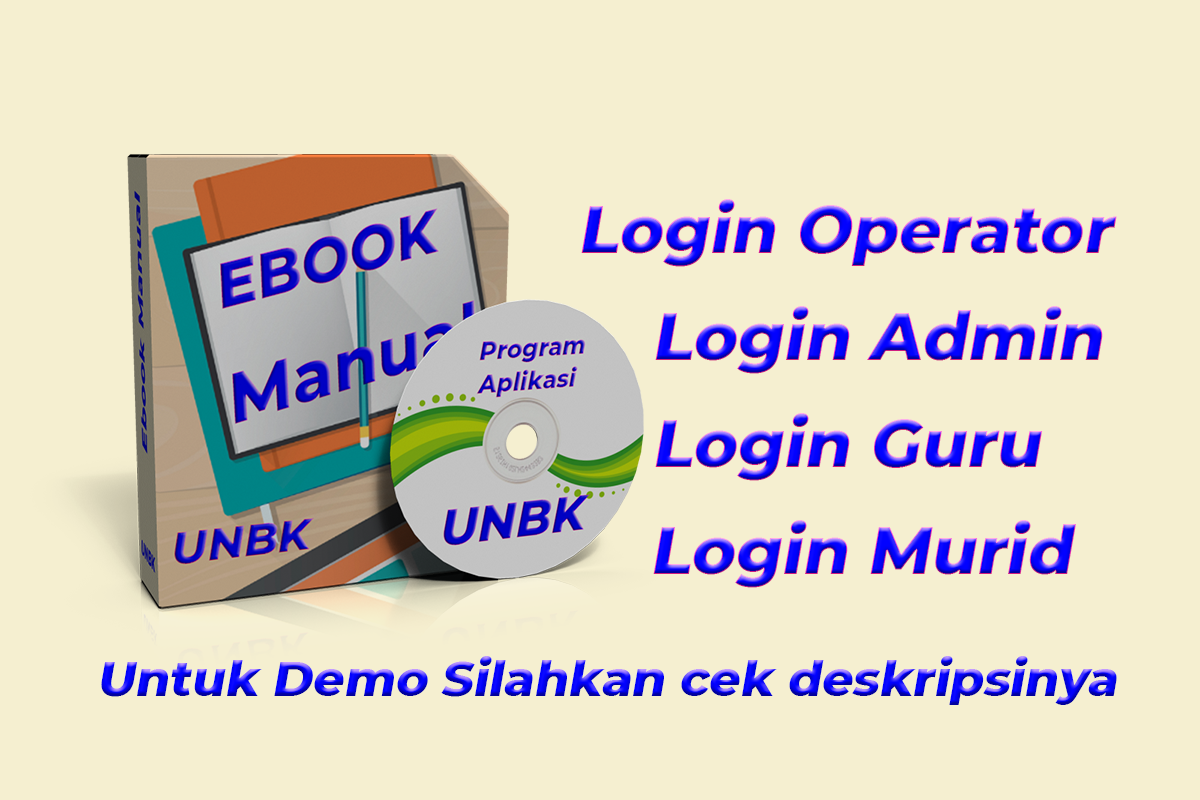 Ebook Manual
UNBK
EBOOK
Manual
UNBK
Program
Aplikasi
UNBK
Login Operator
Login Admin
Login Guru
Login Murid
Untuk Demo Silahkan cek deskripsinya